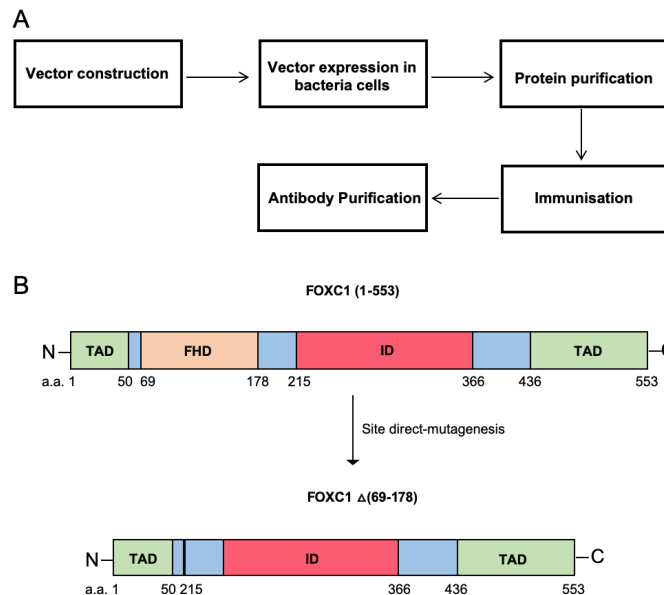 A
Vector construction
Vector expression in
bacteria cells
Protein purification
Antibody Purification
Immunisation
B
FOXC1 (1-553)
N TAD FHD ID TAD
a.a. 1 50 69 178 215 366 436 553
Site direct-mutagenesis
FOXC1 △(69-178)
N TAD ID TAD C
a.a. 1 50 215 366 436 553